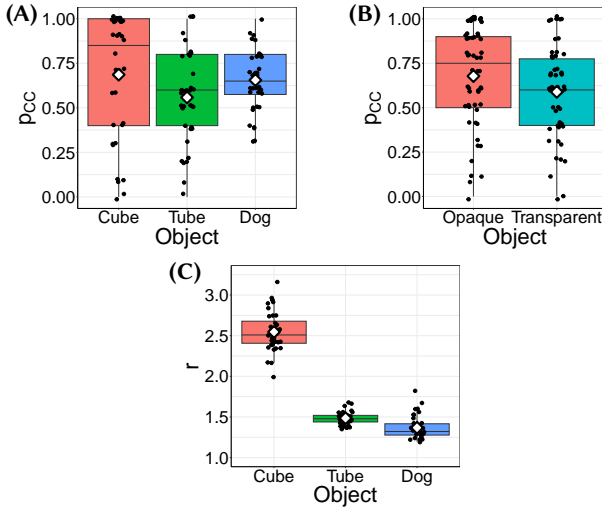 (A)
1.00
0.75
0.50
0.25
0.00
pCC
Cube Tube Dog
Object
(B)
1.00
0.75
0.50
0.25
0.00
pCC
Opaque Transparent
Object
(C)
3.0
2.5
2.0
1.5
1.0
r
Cube Tube Dog
Object